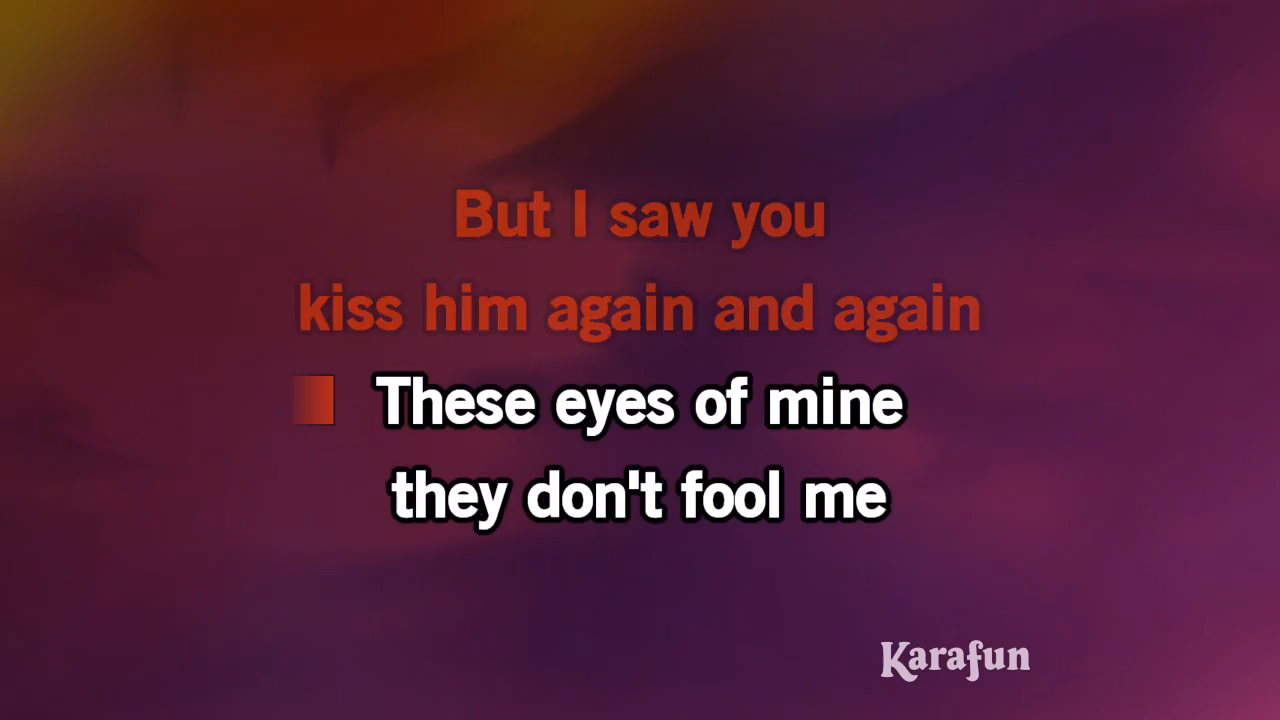 But I saw you
kiss him again and again
These eyes of mine
they don't fool me
Karafun